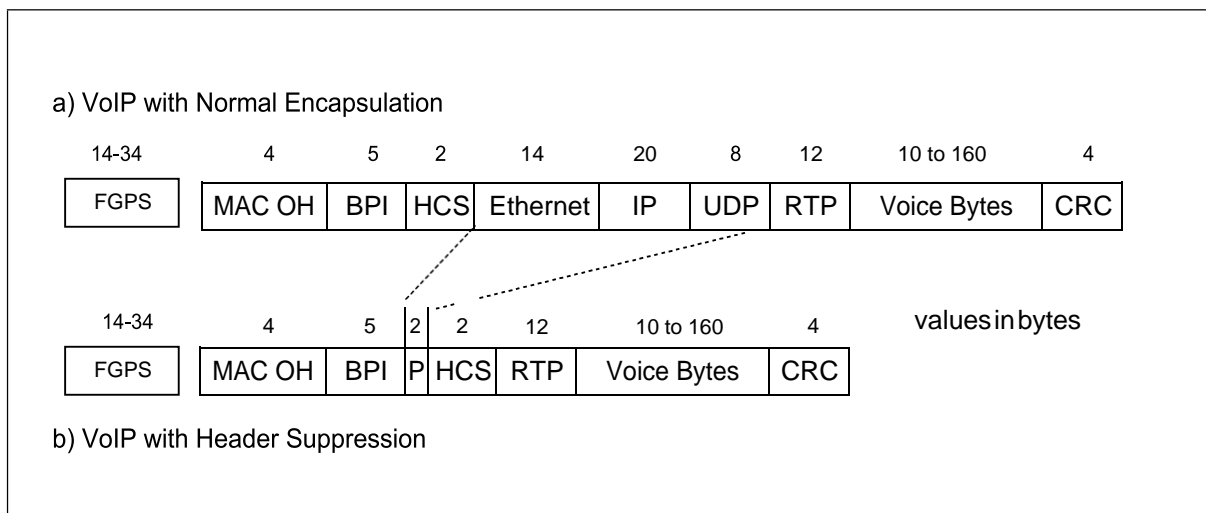 a) VoIP with Normal Encapsulation
14-34 4 5 2 14 20 8 12 10 to 160 4
FGPS MAC OH BPI HCS Ethernet IP UDP RTP Voice Bytes CRC
14-34 4 5 2 2 12 10 to 160 4 values in bytes
FGPS MAC OH BPI P HCS RTP Voice Bytes CRC
b) VoIP with Header Suppression